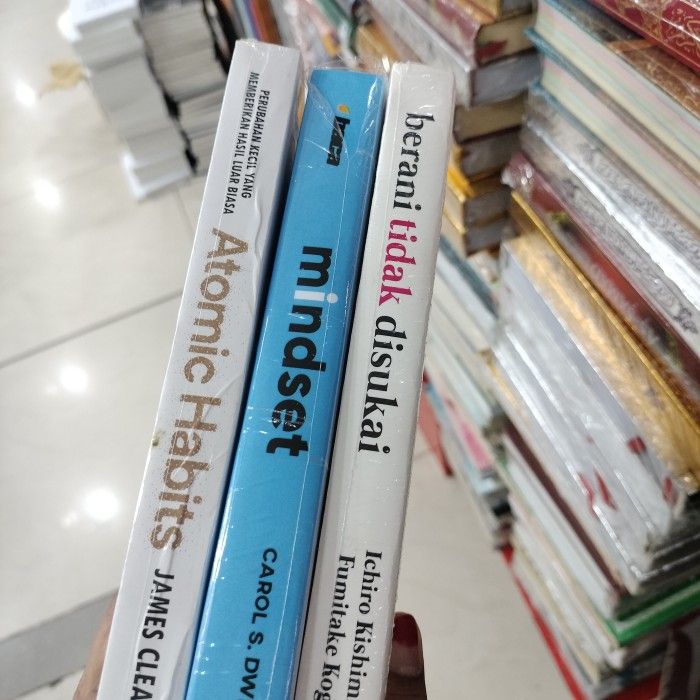 PERUBAHAN KECIL YANG
MEMBERIKAN HASIL LUAR BIASA
Atomic Habits
JAMES CLEA
baca
mindset
CAROL S. DW
berani tidak disukai
Ichiro Kishim
Fumitake Kog